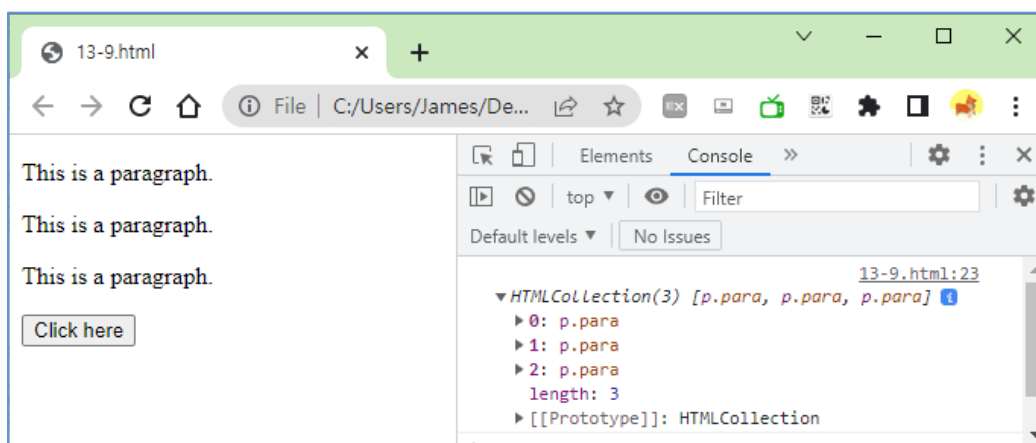 13-9.html
File C:/Users/James/De...
This is a paragraph.
This is a paragraph.
This is a paragraph.
Click here
Elements Console
top Filter
Default levels No Issues
13-9.html:23
HTMLCollection(3) [p.para, p.para, p.para] i
0: p.para
1: p.para
2: p.para
length: 3
[[Prototype]]: HTMLCollection